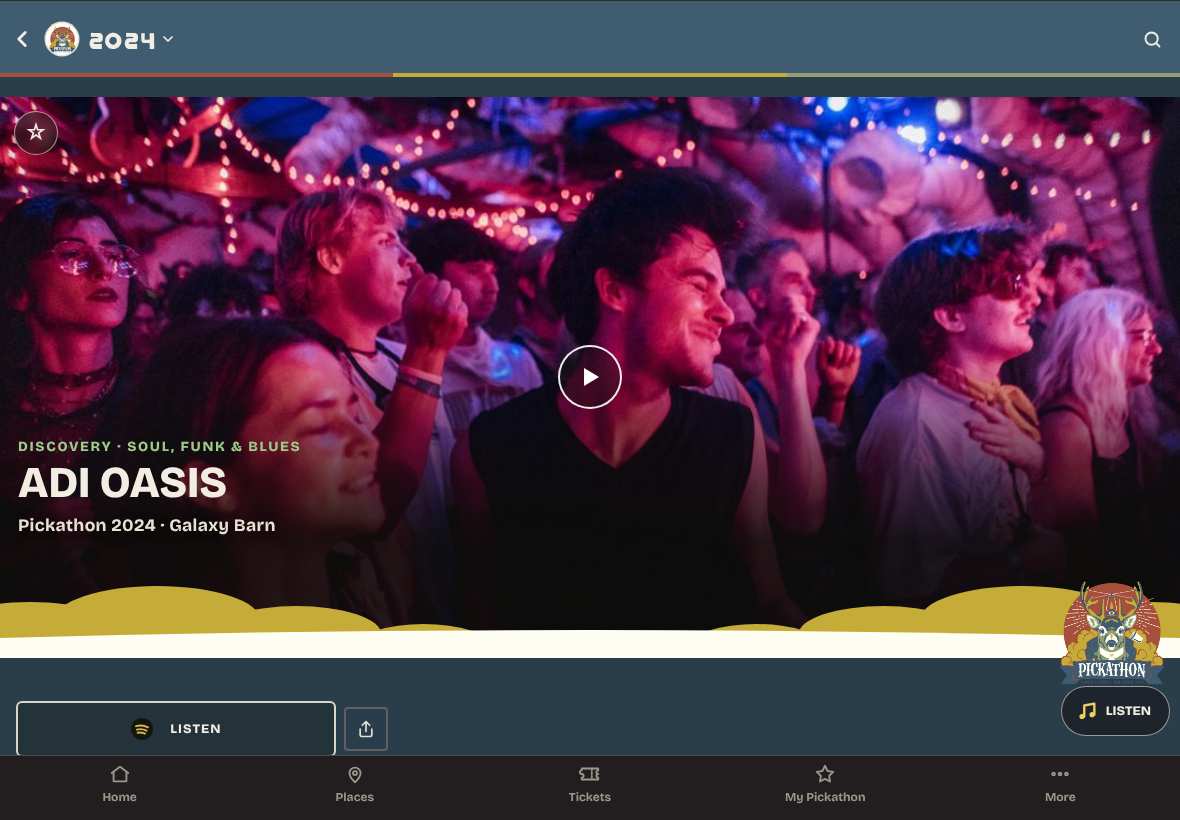 2024
DISCOVERY · SOUL, FUNK & BLUES
ADI OASIS
Pickathon 2024 · Galaxy Barn
PICKATHON
LISTEN
LISTEN
Home
Places
Tickets
My Pickathon
More